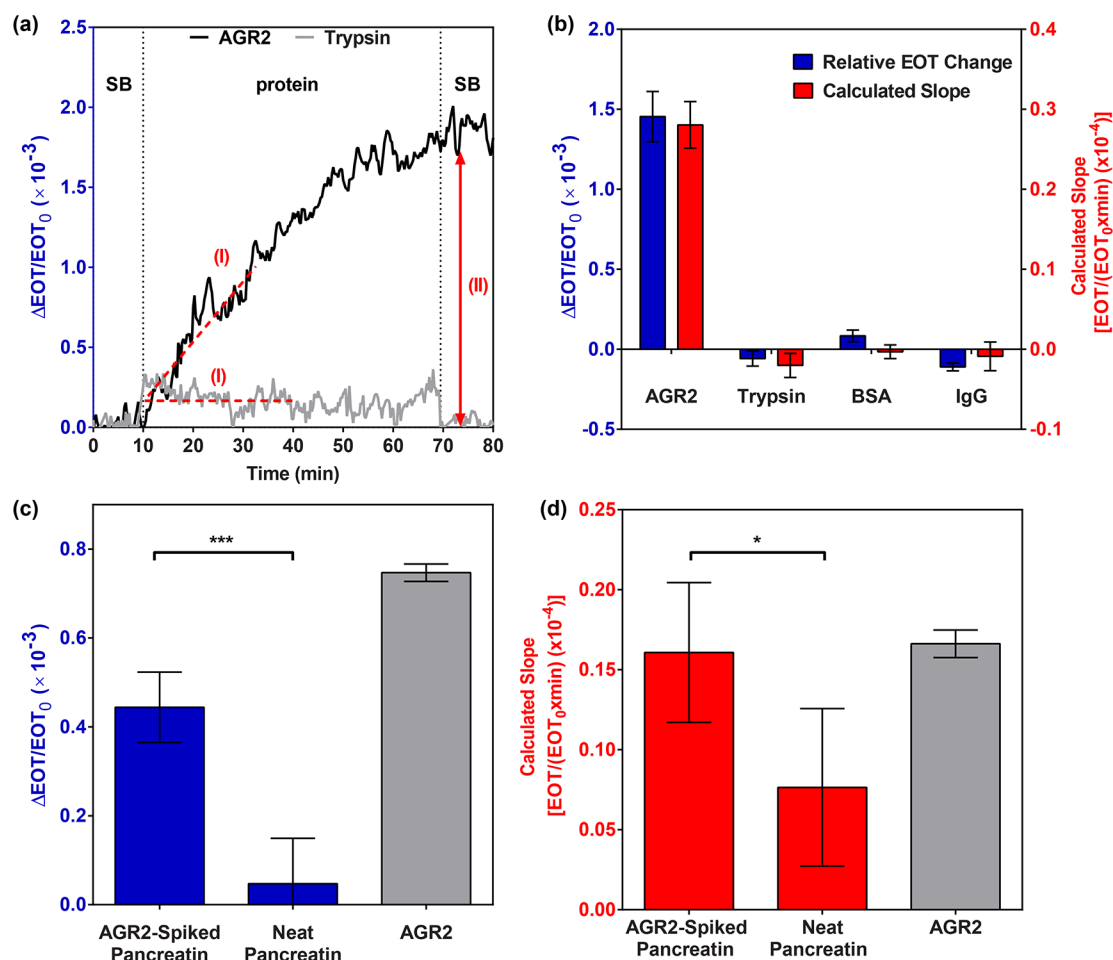 (a)
AGR2 Trypsin
SB protein SB
2.5
2.0
1.5
1.0
0.5
0.0
ΔEOT/EOT₀ (× 10⁻³)
(I)
(I)
(II)
0 10 20 30 40 50 60 70 80
Time (min)
(b)
Relative EOT Change
Calculated Slope
2.0
1.5
1.0
0.5
0.0
-0.5
ΔEOT/EOT₀ (× 10⁻³)
AGR2 Trypsin BSA IgG
0.4
0.3
0.2
0.1
0.0
-0.1
Calculated Slope
[EOT/(EOT₀xmin) (x10⁻⁴)]
(c)
***
0.8
0.6
0.4
0.2
0.0
ΔEOT/EOT₀ (× 10⁻³)
AGR2-Spiked Neat AGR2
Pancreatin Pancreatin
(d)
*
0.25
0.20
0.15
0.10
0.05
0.00
Calculated Slope
[EOT/(EOT₀xmin) (x10⁻⁴)]
AGR2-Spiked Neat AGR2
Pancreatin Pancreatin